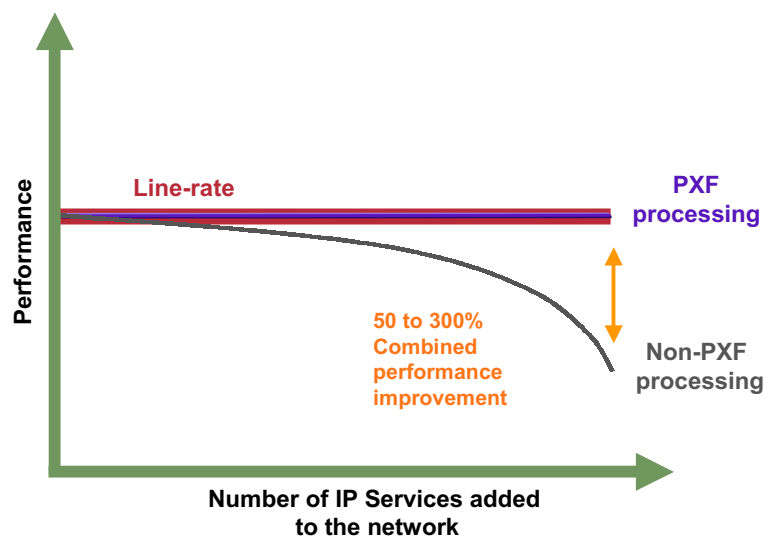 Line-rate
PXF
processing
Performance
50 to 300%
Combined
performance
improvement
Non-PXF
processing
Number of IP Services added
to the network